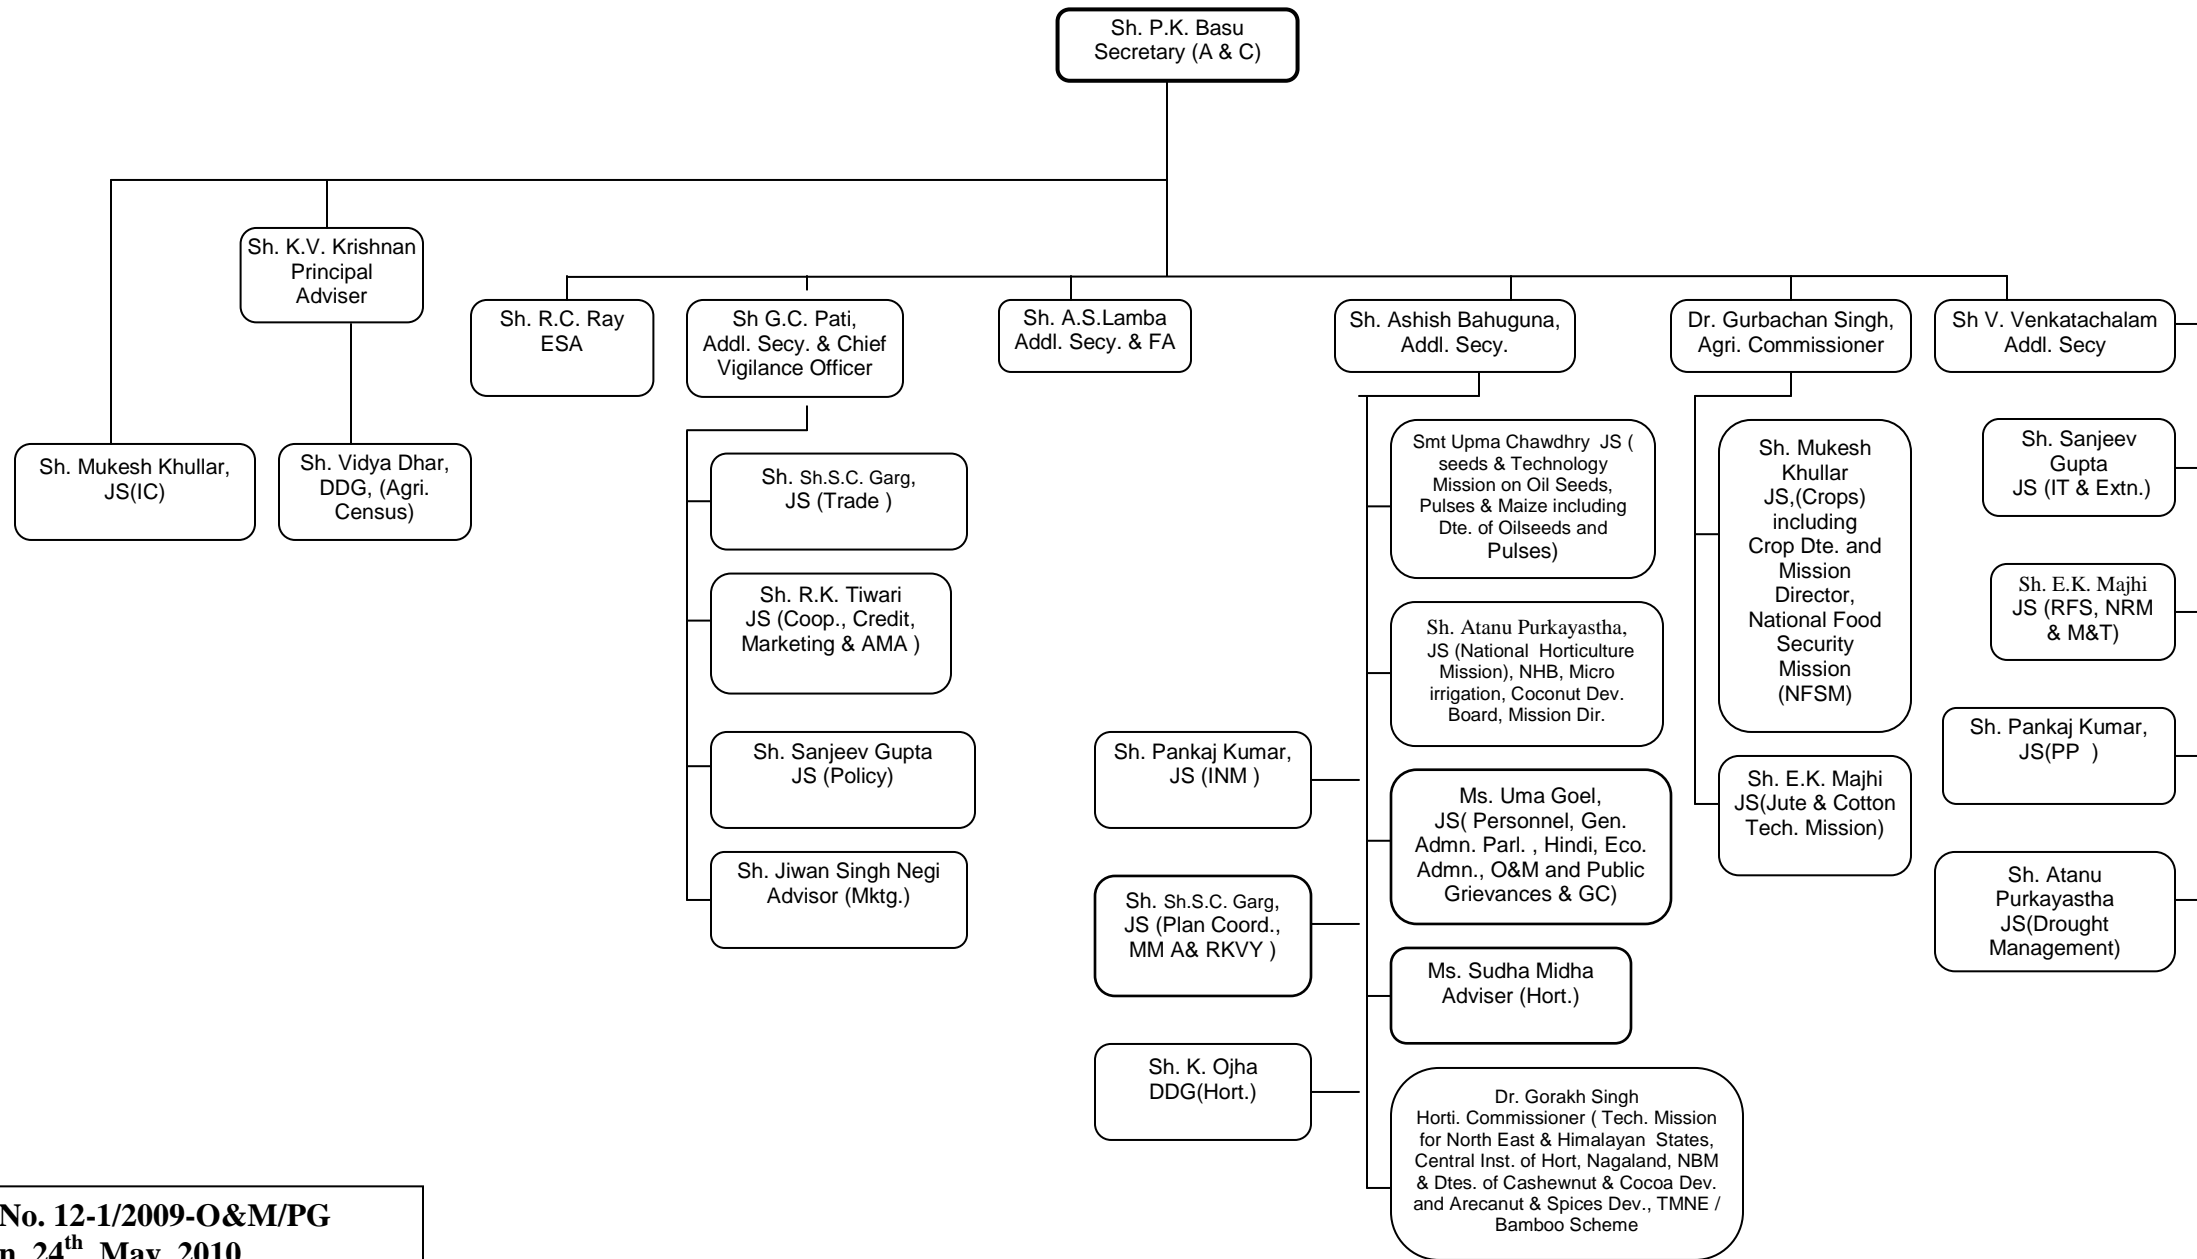 Sh. P.K. Basu
Secretary (A & C)
Sh. K.V. Krishnan
Principal
Adviser
Sh. R.C. Ray
ESA
Sh G.C. Pati,
Addl. Secy. & Chief
Vigilance Officer
Sh. A.S.Lamba
Addl. Secy. & FA
Sh. Ashish Bahuguna,
Addl. Secy.
Dr. Gurbachan Singh,
Agri. Commissioner
Sh V. Venkatachalam
Addl. Secy
Sh. Mukesh Khullar,
JS(IC)
Sh. Vidya Dhar,
DDG, (Agri.
Census)
Sh. Sh.S.C. Garg,
JS (Trade )
Sh. R.K. Tiwari
JS (Coop., Credit,
Marketing & AMA )
Sh. Sanjeev Gupta
JS (Policy)
Sh. Jiwan Singh Negi
Advisor (Mktg.)
Sh. Pankaj Kumar,
JS (INM )
Sh. Sh.S.C. Garg,
JS (Plan Coord.,
MM A& RKVY )
Sh. K. Ojha
DDG(Hort.)
Smt Upma Chawdhry JS (
seeds & Technology
Mission on Oil Seeds,
Pulses & Maize including
Dte. of Oilseeds and
Pulses)
Sh. Atanu Purkayastha,
JS (National Horticulture
Mission), NHB, Micro
irrigation, Coconut Dev.
Board, Mission Dir.
Ms. Uma Goel,
JS( Personnel, Gen.
Admn. Parl. , Hindi, Eco.
Admn., O&M and Public
Grievances & GC)
Ms. Sudha Midha
Adviser (Hort.)
Dr. Gorakh Singh
Horti. Commissioner ( Tech. Mission
for North East & Himalayan States,
Central Inst. of Hort, Nagaland, NBM
& Dtes. of Cashewnut & Cocoa Dev.
and Arecanut & Spices Dev., TMNE /
Bamboo Scheme
Sh. Mukesh
Khullar
JS,(Crops)
including
Crop Dte. and
Mission
Director,
National Food
Security
Mission
(NFSM)
Sh. E.K. Majhi
JS(Jute & Cotton
Tech. Mission)
Sh. Sanjeev
Gupta
JS (IT & Extn.)
Sh. E.K. Majhi
JS (RFS, NRM
& M&T)
Sh. Pankaj Kumar,
JS(PP )
Sh. Atanu
Purkayastha
JS(Drought
Management)
No. 12-1/2009-O&M/PG
n 24th May, 2010